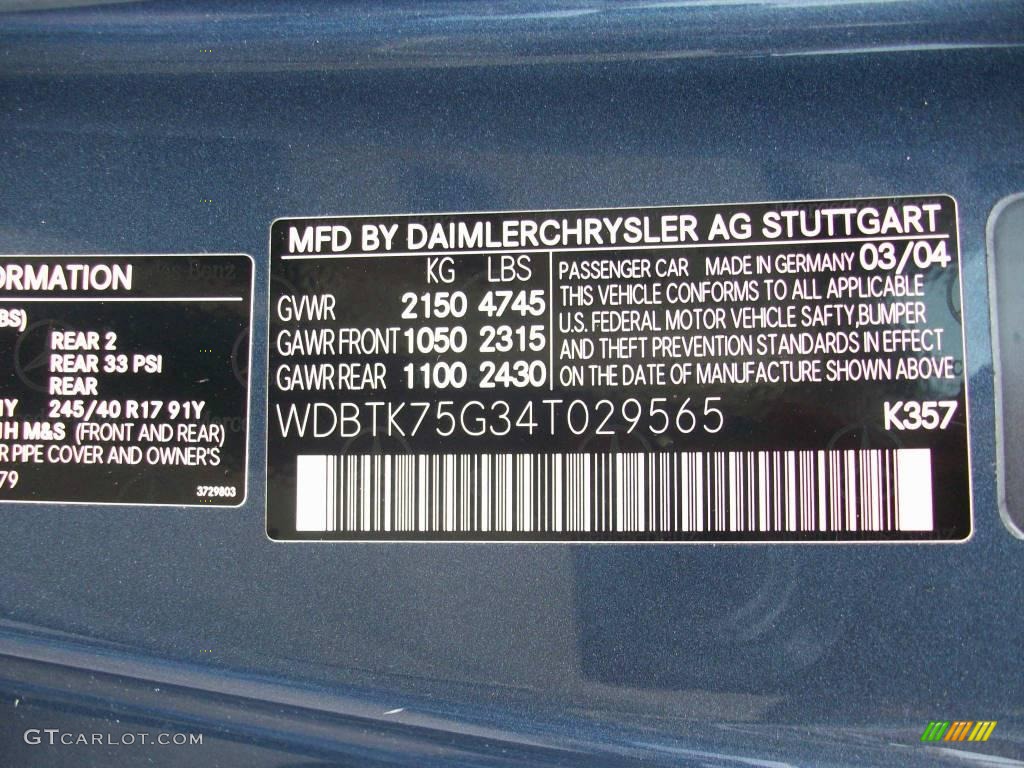 ORMATION
BS)
REAR 2
REAR 33 PSI
REAR
1Y 245/40 R17 91Y
1H M&S (FRONT AND REAR)
R PIPE COVER AND OWNER'S
79
3729803
MFD BY DAIMLERCHRYSLER AG STUTTGART
KG LBS
GVWR 2150 4745
GAWR FRONT 1050 2315
GAWR REAR 1100 2430
PASSENGER CAR MADE IN GERMANY 03/04
THIS VEHICLE CONFORMS TO ALL APPLICABLE
U.S. FEDERAL MOTOR VEHICLE SAFTY,BUMPER
AND THEFT PREVENTION STANDARDS IN EFFECT
ON THE DATE OF MANUFACTURE SHOWN ABOVE
WDBTK75G34T029565 K357
GTCARLOT.COM